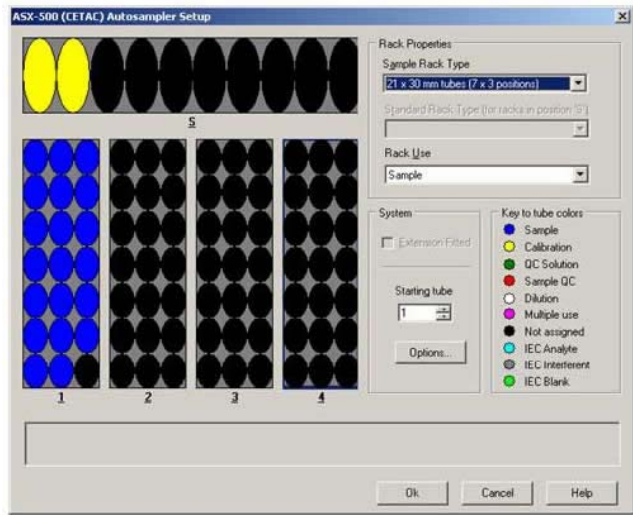 ASX-500 (CETAC) Autosampler Setup
S
1
2
3
4
Rack Properties
Sample Rack Type
21 x 30 mm tubes (7 x 3 positions)
Standard Rack Type (for racks in position 'S')
Rack Use
Sample
System
Extension Fitted
Starting tube
1
Options...
Key to tube colors
Sample
Calibration
QC Solution
Sample QC
Dilution
Multiple use
Not assigned
IEC Analyte
IEC Interferent
IEC Blank
Ok
Cancel
Help